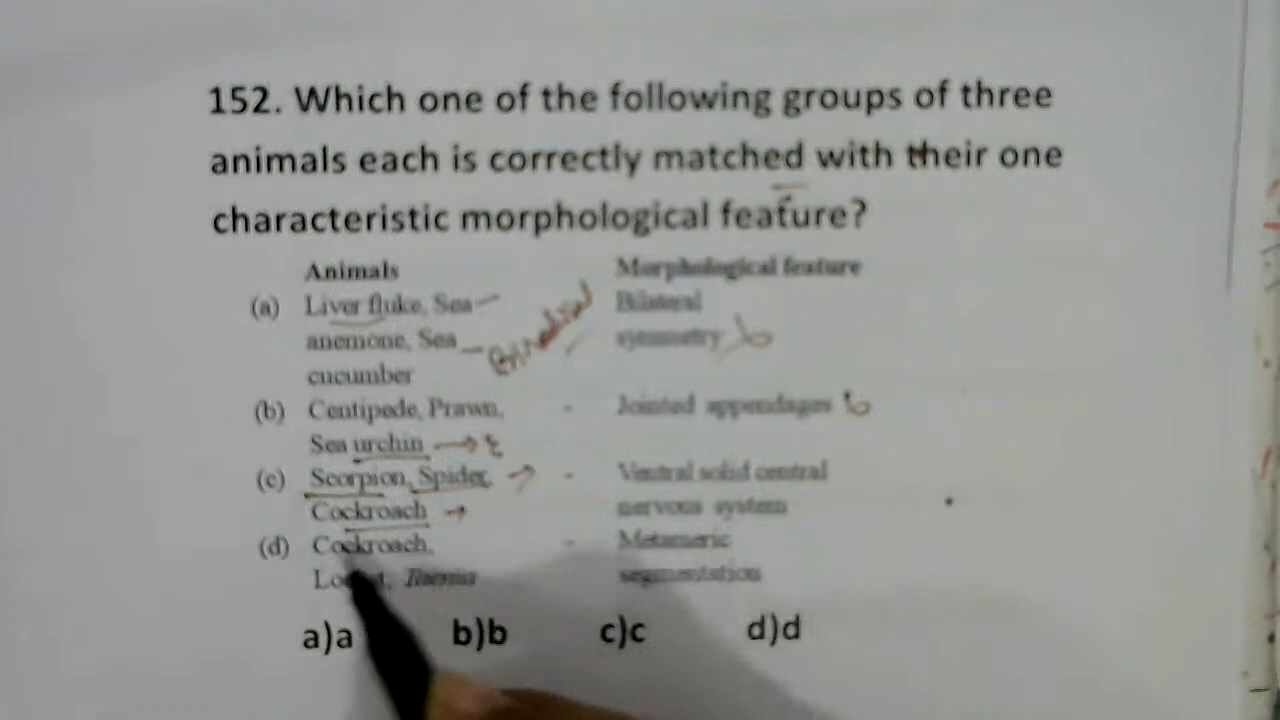 152. Which one of the following groups of three
animals each is correctly matched with their one
characteristic morphological feature?
Animals Morphological feature
(a) Liver fluke, Sea Bilateral
anemone, Sea symmetry
cucumber
(b) Centipede, Prawn, - Jointed appendages
Sea urchin
(c) Scorpion, Spider, - Ventral solid central
Cockroach nervous system
(d) Cockroach, - Metameric
Taenia segmentation
a)a b)b c)c d)d